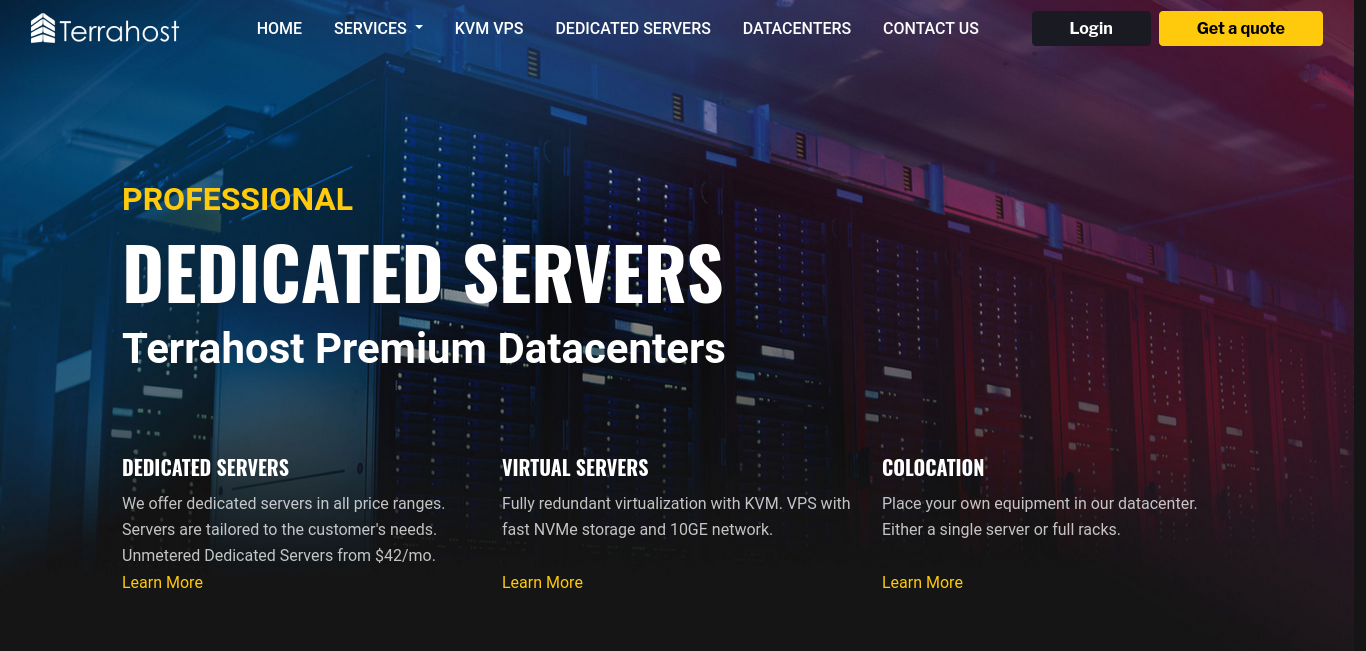 Terrahost
HOME SERVICES KVM VPS DEDICATED SERVERS DATACENTERS CONTACT US Login Get a quote
PROFESSIONAL
DEDICATED SERVERS
Terrahost Premium Datacenters
DEDICATED SERVERS
We offer dedicated servers in all price ranges.
Servers are tailored to the customer's needs.
Unmetered Dedicated Servers from $42/mo.
Learn More
VIRTUAL SERVERS
Fully redundant virtualization with KVM. VPS with
fast NVMe storage and 10GE network.
Learn More
COLOCATION
Place your own equipment in our datacenter.
Either a single server or full racks.
Learn More